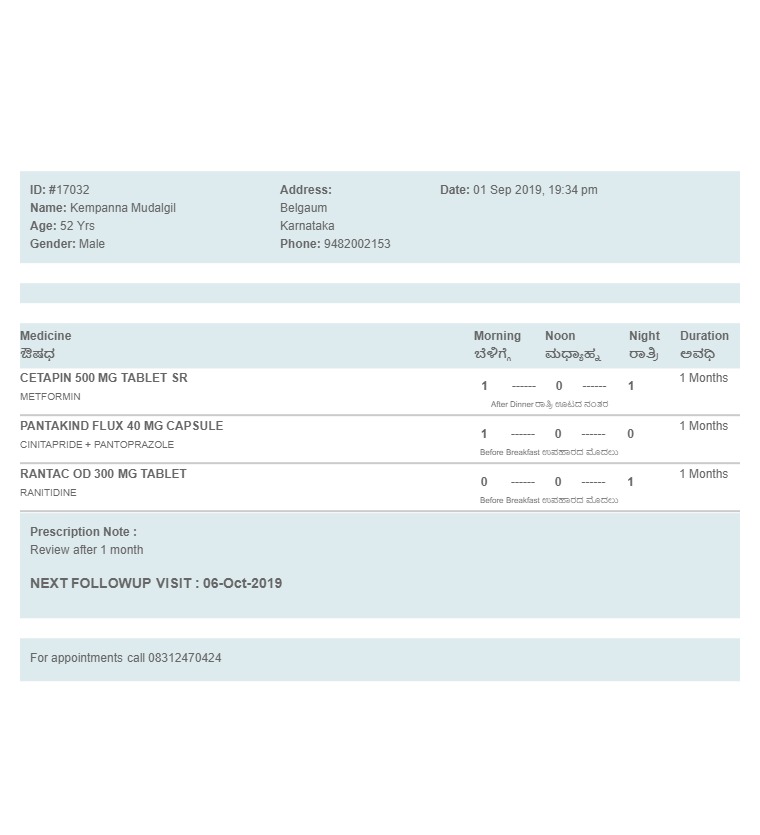 ID: #17032
Name: Kempanna Mudalgil
Age: 52 Yrs
Gender: Male
Address:
Belgaum
Karnataka
Phone: 9482002153
Date: 01 Sep 2019, 19:34 pm
Medicine Morning Noon Night Duration
ಔಷಧ ಬೆಳಿಗ್ಗೆ ಮಧ್ಯಾಹ್ನ ರಾತ್ರಿ ಅವಧಿ
CETAPIN 500 MG TABLET SR 1 ------ 0 ------ 1 1 Months
METFORMIN After Dinner ರಾತ್ರಿ ಊಟದ ನಂತರ
PANTAKIND FLUX 40 MG CAPSULE 1 ------ 0 ------ 0 1 Months
CINITAPRIDE + PANTOPRAZOLE Before Breakfast ಉಪಹಾರದ ಮೊದಲು
RANTAC OD 300 MG TABLET 0 ------ 0 ------ 1 1 Months
RANITIDINE Before Breakfast ಉಪಹಾರದ ಮೊದಲು
Prescription Note :
Review after 1 month
NEXT FOLLOWUP VISIT : 06-Oct-2019
For appointments call 08312470424